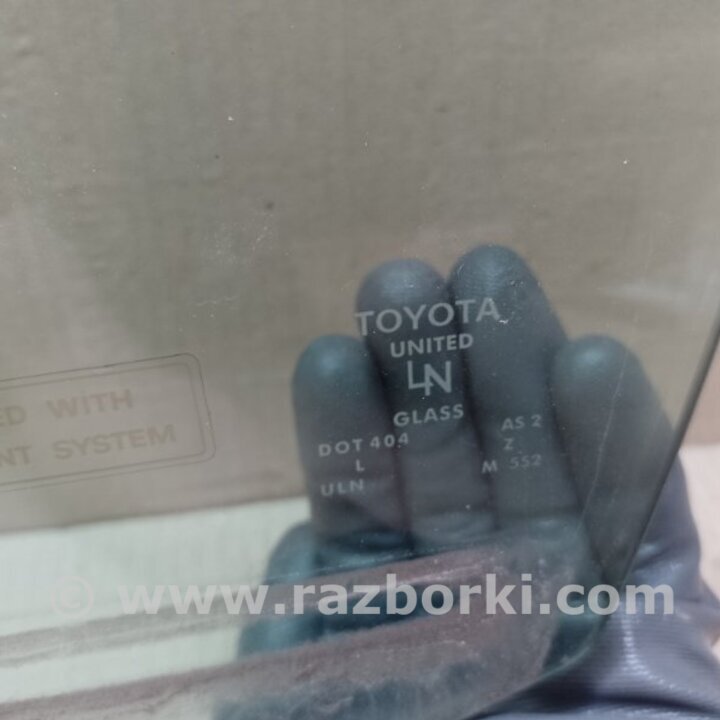 TOYOTA
UNITED
LN
GLASS
DOT 404
AS 2
L
Z
ULN
M 552
ED WITH
NT SYSTEM
© www.razborki.com